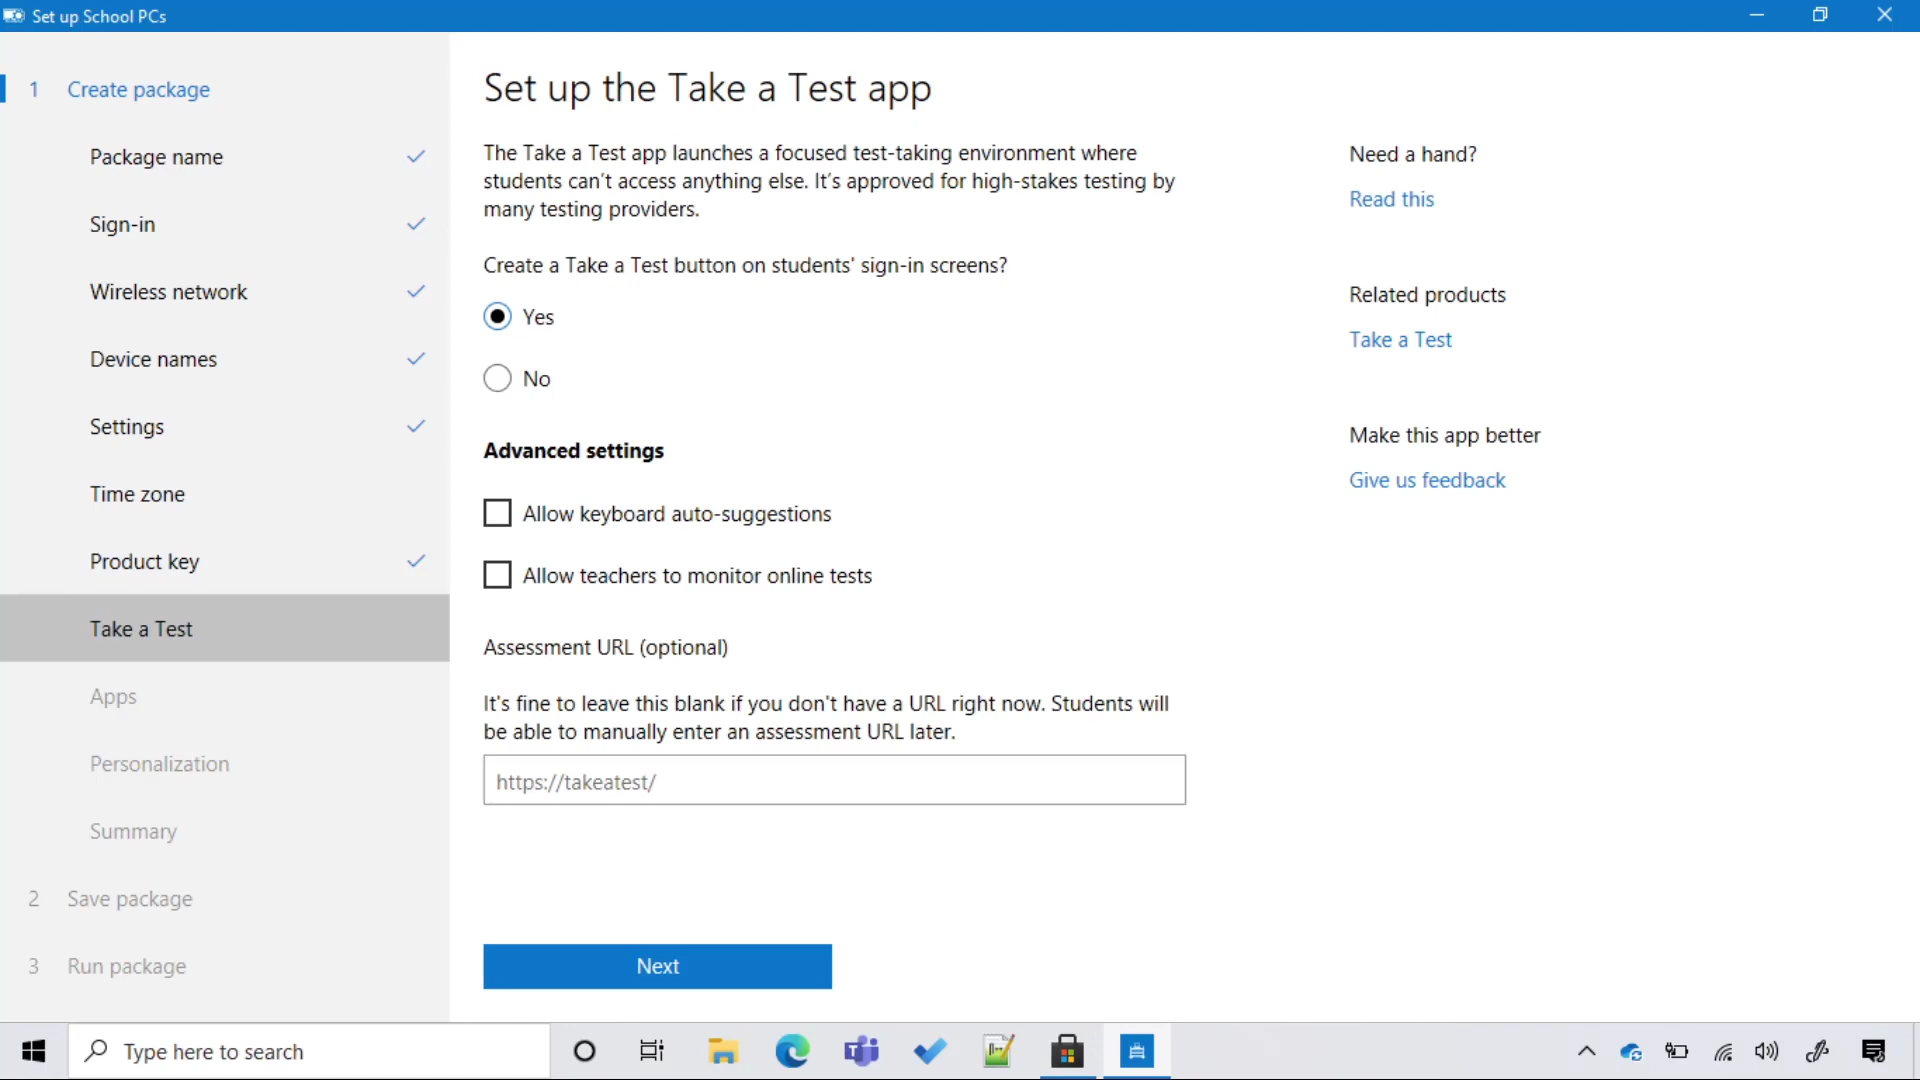 Set up School PCs
1 Create package
Package name
Sign-in
Wireless network
Device names
Settings
Time zone
Product key
Take a Test
Apps
Personalization
Summary
2 Save package
3 Run package
Set up the Take a Test app
The Take a Test app launches a focused test-taking environment where
students can’t access anything else. It’s approved for high-stakes testing by
many testing providers.
Create a Take a Test button on students' sign-in screens?
Yes
No
Advanced settings
Allow keyboard auto-suggestions
Allow teachers to monitor online tests
Assessment URL (optional)
It's fine to leave this blank if you don't have a URL right now. Students will
be able to manually enter an assessment URL later.
https://takeatest/
Next
Need a hand?
Read this
Related products
Take a Test
Make this app better
Give us feedback
Type here to search